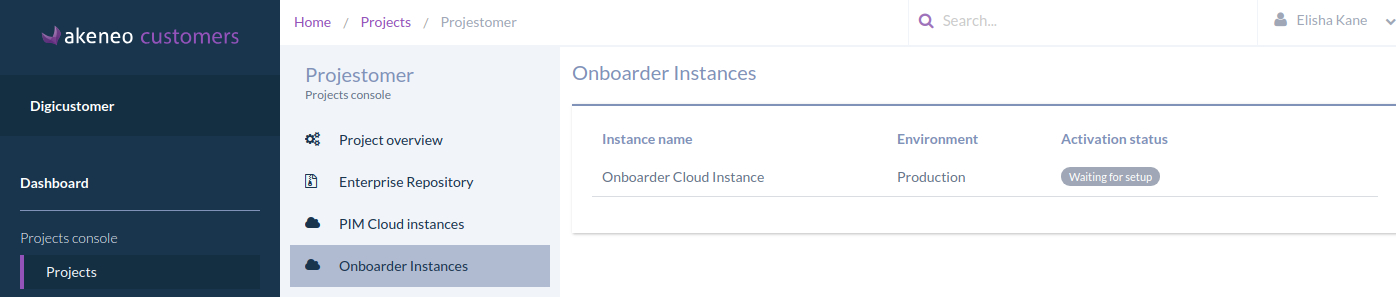 akeneo customers
Digicustomer
Dashboard
Projects console
Projects
Home / Projects / Projestomer
Search...
Elisha Kane
Projestomer
Projects console
Project overview
Enterprise Repository
PIM Cloud instances
Onboarder Instances
Onboarder Instances
Instance name Environment Activation status
Onboarder Cloud Instance Production Waiting for setup